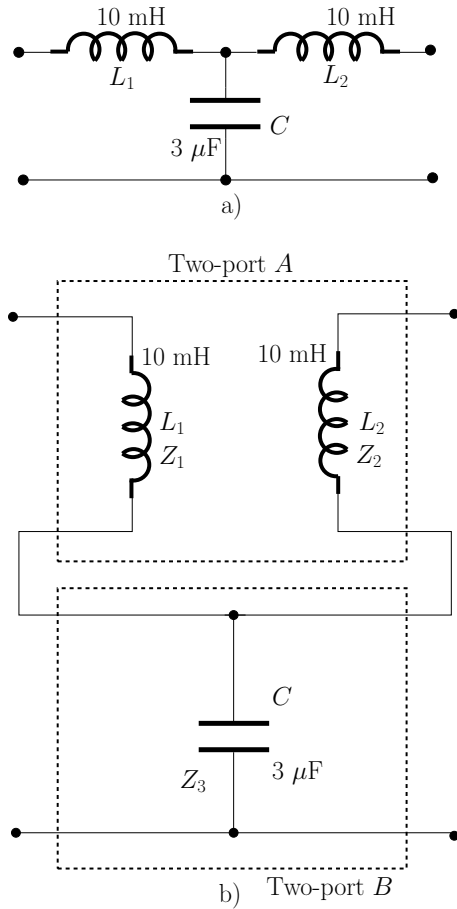 10 mH 10 mH
L₁ L₂
C
3 μF
a)
Two-port A
10 mH 10 mH
L₁ L₂
Z₁ Z₂
C
Z₃ 3 μF
b) Two-port B